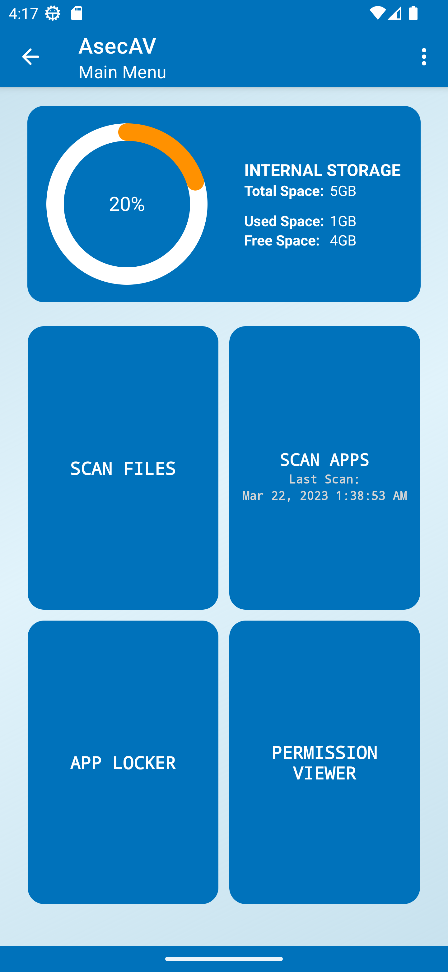 4:17
AsecAV
Main Menu
20%
INTERNAL STORAGE
Total Space: 5GB
Used Space: 1GB
Free Space: 4GB
SCAN FILES
SCAN APPS
Last Scan:
Mar 22, 2023 1:38:53 AM
APP LOCKER
PERMISSION
VIEWER